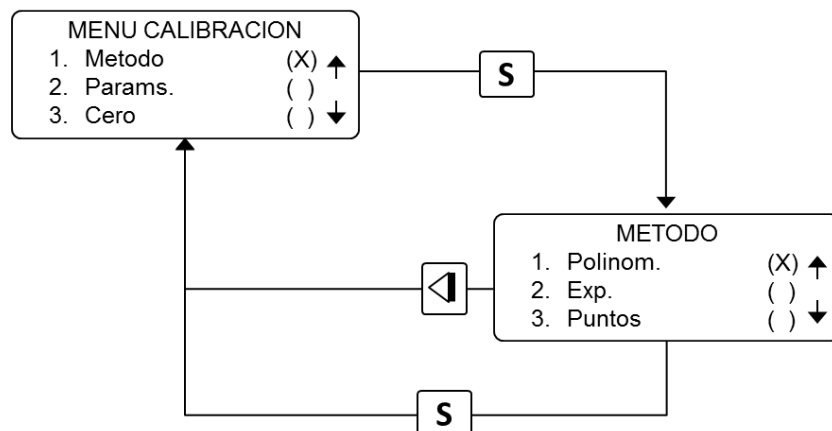 MENU CALIBRACION
1. Metodo (X)
2. Params. ( )
3. Cero ( )
S
METODO
1. Polinom. (X)
2. Exp. ( )
3. Puntos ( )
S